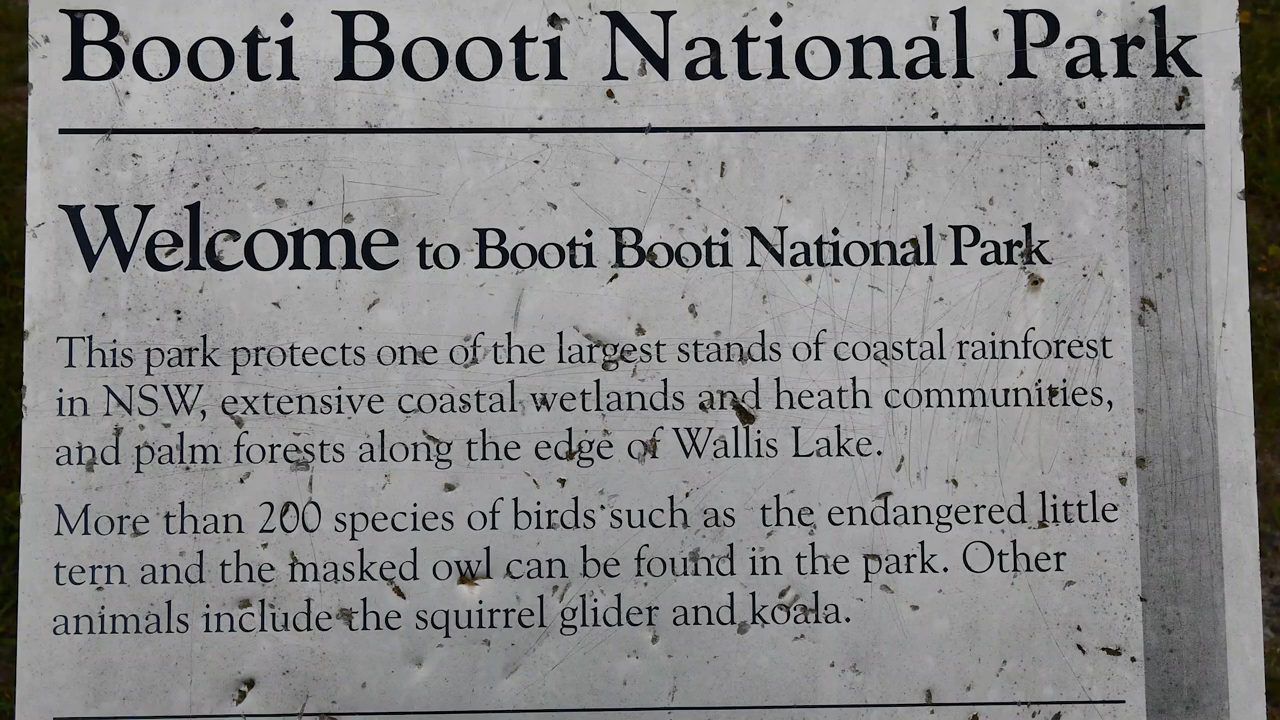 Booti Booti National Park
Welcome to Booti Booti National Park
This park protects one of the largest stands of coastal rainforest
in NSW, extensive coastal wetlands and heath communities,
and palm forests along the edge of Wallis Lake.
More than 200 species of birds such as the endangered little
tern and the masked owl can be found in the park. Other
animals include the squirrel glider and koala.